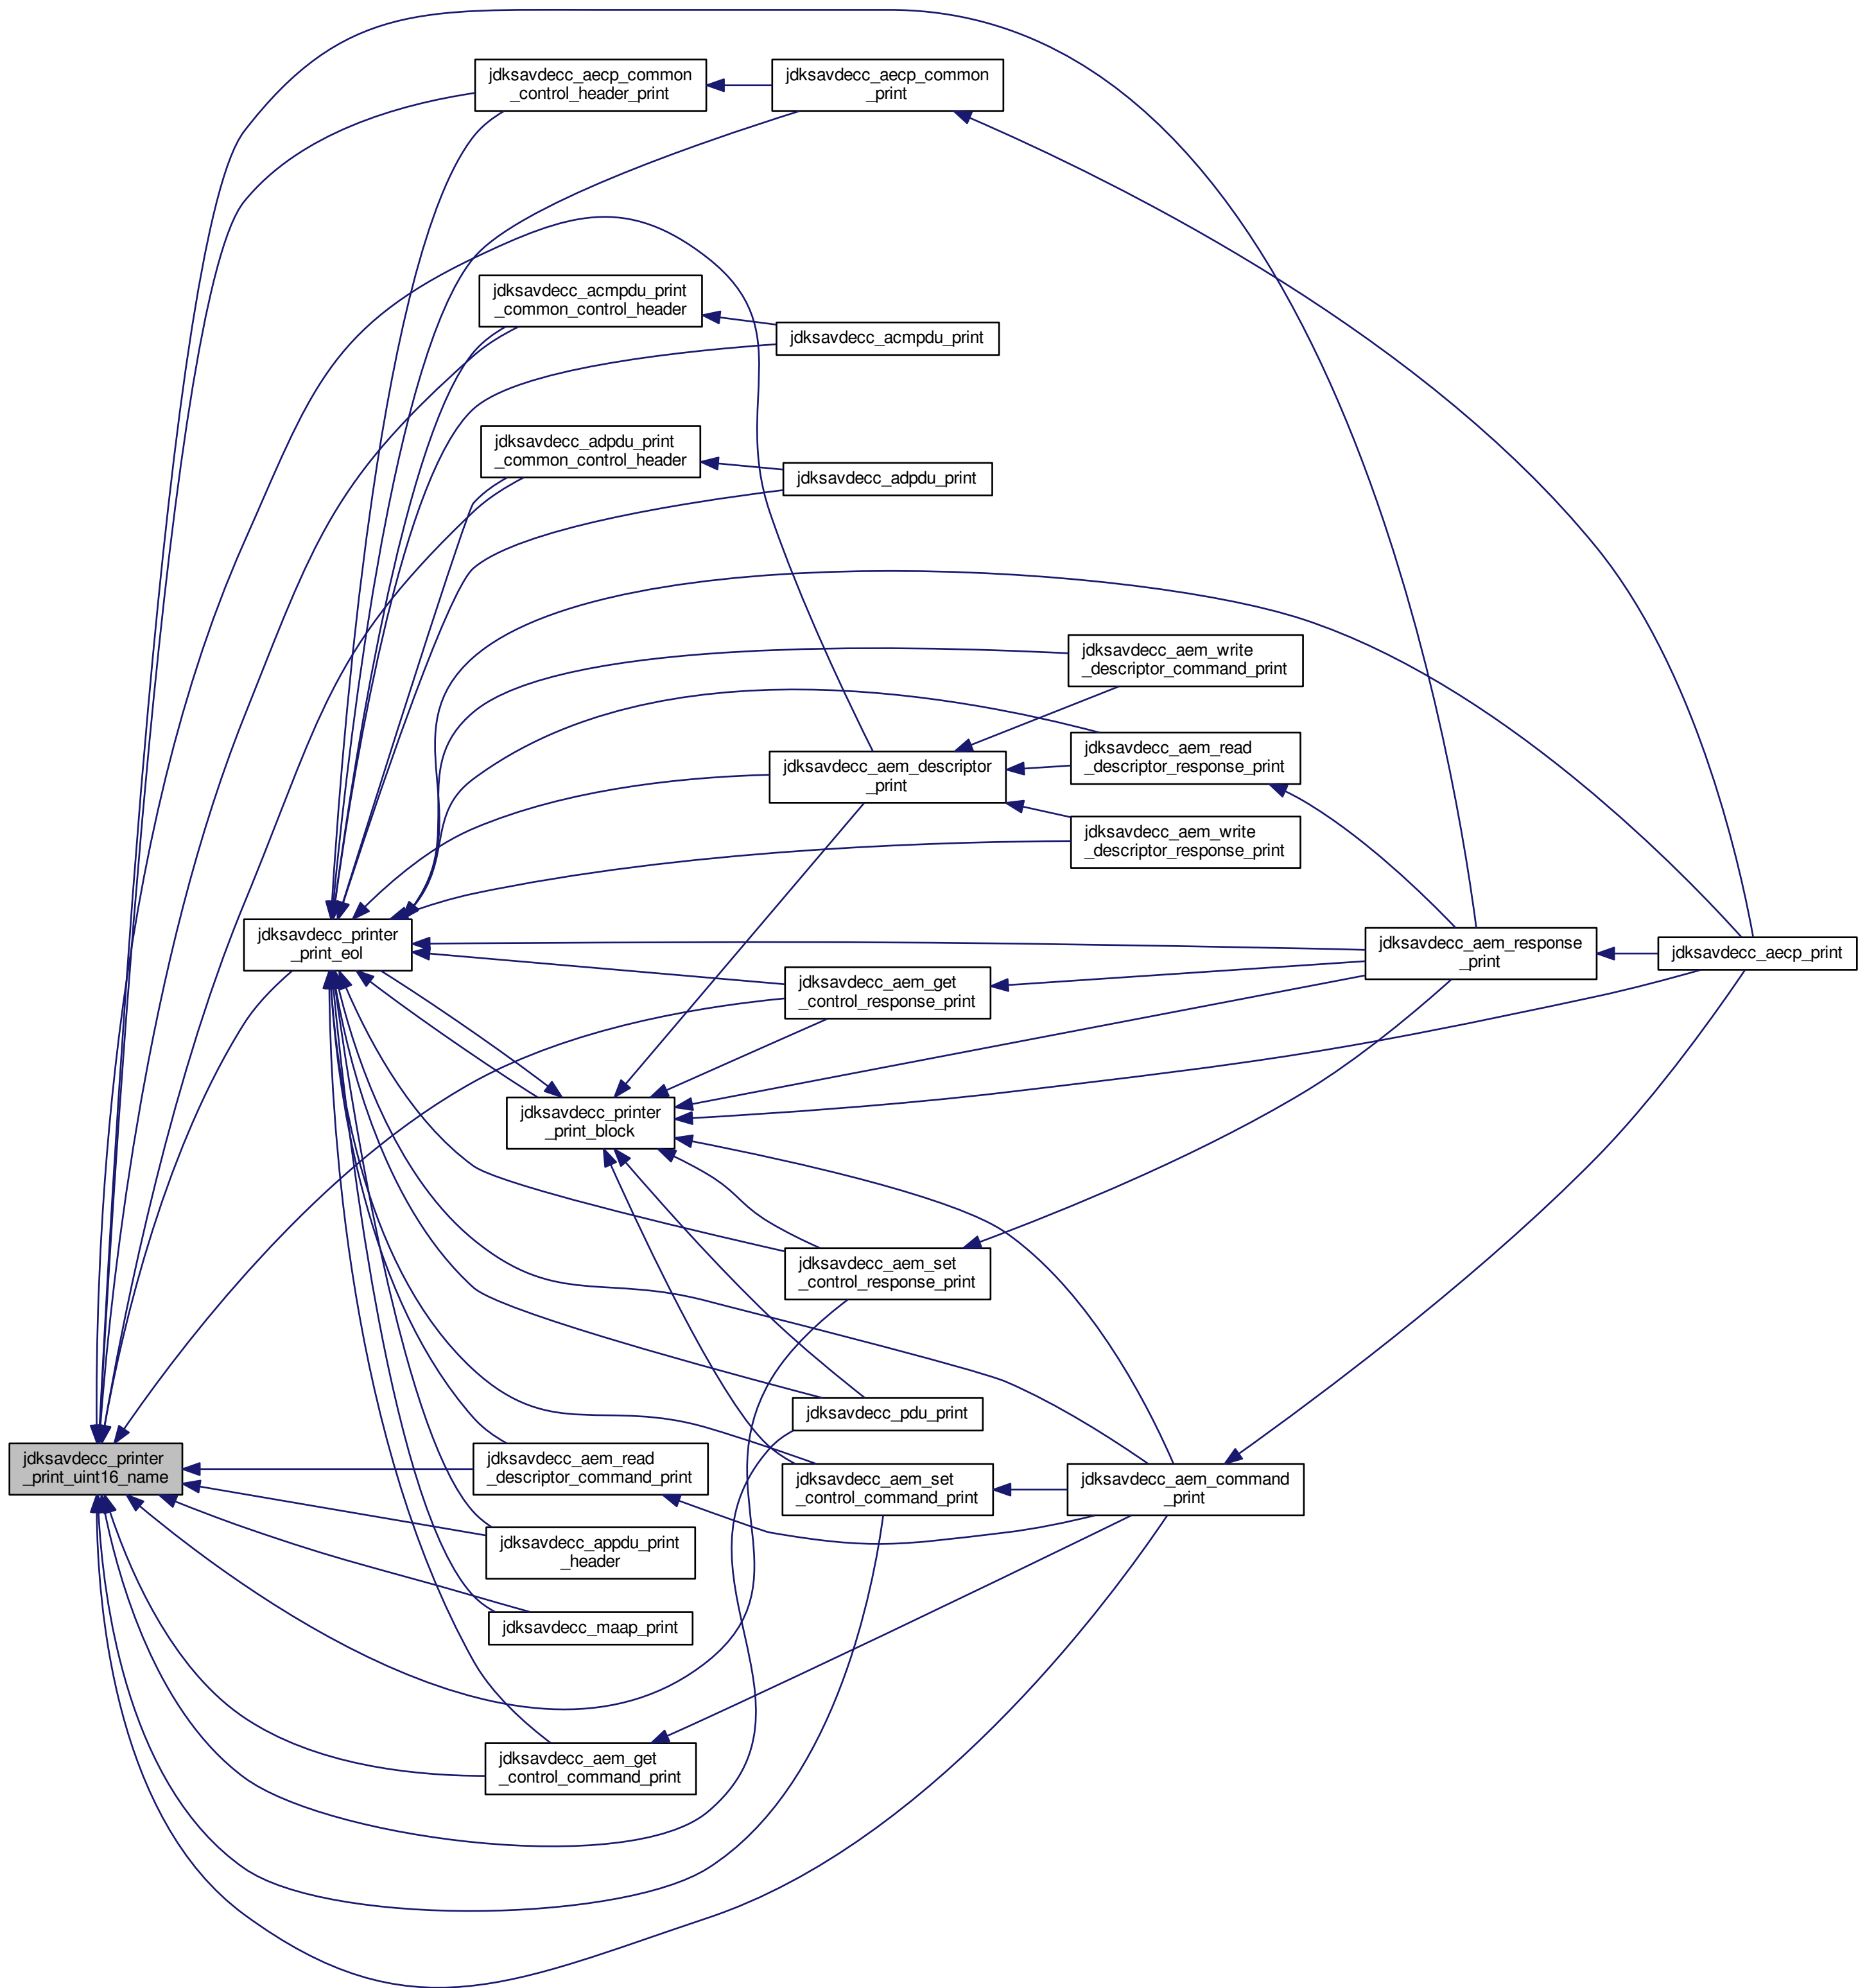 jdksavdecc_aecp_common
_control_header_print
jdksavdecc_aecp_common
_print
jdksavdecc_acmpdu_print
_common_control_header
jdksavdecc_acmpdu_print
jdksavdecc_adpdu_print
_common_control_header
jdksavdecc_adpdu_print
jdksavdecc_aem_write
_descriptor_command_print
jdksavdecc_aem_descriptor
_print
jdksavdecc_aem_read
_descriptor_response_print
jdksavdecc_aem_write
_descriptor_response_print
jdksavdecc_printer
_print_eol
jdksavdecc_aem_response
_print
jdksavdecc_aecp_print
jdksavdecc_aem_get
_control_response_print
jdksavdecc_printer
_print_block
jdksavdecc_aem_set
_control_response_print
jdksavdecc_pdu_print
jdksavdecc_printer
_print_uint16_name
jdksavdecc_aem_read
_descriptor_command_print
jdksavdecc_aem_set
_control_command_print
jdksavdecc_aem_command
_print
jdksavdecc_appdu_print
_header
jdksavdecc_maap_print
jdksavdecc_aem_get
_control_command_print